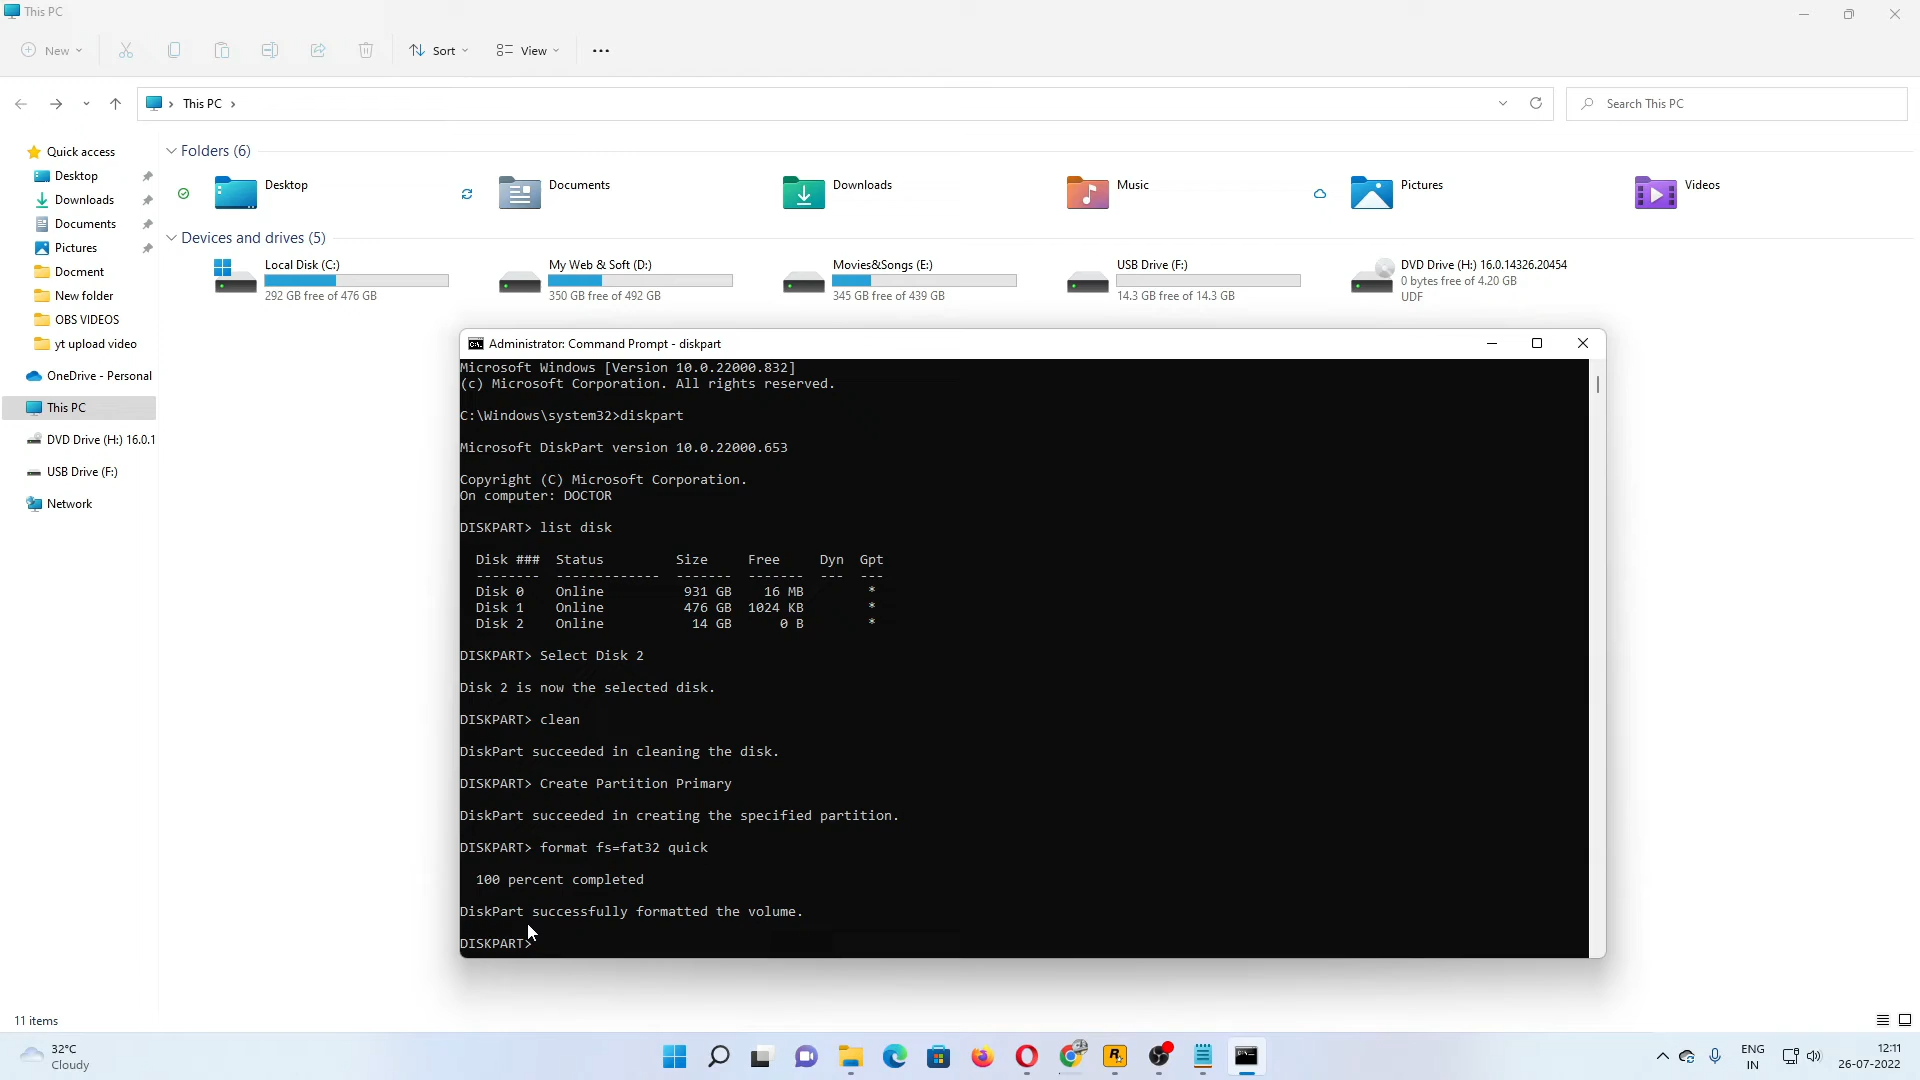 This PC
New
Sort
View
This PC
Search This PC
Quick access
Desktop
Downloads
Documents
Pictures
Docment
New folder
OBS VIDEOS
yt upload video
OneDrive - Personal
This PC
DVD Drive (H:) 16.0.1
USB Drive (F:)
Network
Folders (6)
Desktop
Documents
Downloads
Music
Pictures
Videos
Devices and drives (5)
Local Disk (C:)
292 GB free of 476 GB
My Web & Soft (D:)
350 GB free of 492 GB
Movies&Songs (E:)
345 GB free of 439 GB
USB Drive (F:)
14.3 GB free of 14.3 GB
DVD Drive (H:) 16.0.14326.20454
0 bytes free of 4.20 GB
UDF
Administrator: Command Prompt - diskpart
Microsoft Windows [Version 10.0.22000.832]
(c) Microsoft Corporation. All rights reserved.
C:\Windows\system32>diskpart
Microsoft DiskPart version 10.0.22000.653
Copyright (C) Microsoft Corporation.
On computer: DOCTOR
DISKPART> list disk
Disk ###  Status         Size     Free     Dyn  Gpt
--------  -------------  -------  -------  ---  ---
Disk 0    Online          931 GB    16 MB        *
Disk 1    Online          476 GB  1024 KB        *
Disk 2    Online           14 GB      0 B        *
DISKPART> Select Disk 2
Disk 2 is now the selected disk.
DISKPART> clean
DiskPart succeeded in cleaning the disk.
DISKPART> Create Partition Primary
DiskPart succeeded in creating the specified partition.
DISKPART> format fs=fat32 quick
100 percent completed
DiskPart successfully formatted the volume.
DISKPART>
11 items
32°C
Cloudy
ENG
IN
12:11
26-07-2022